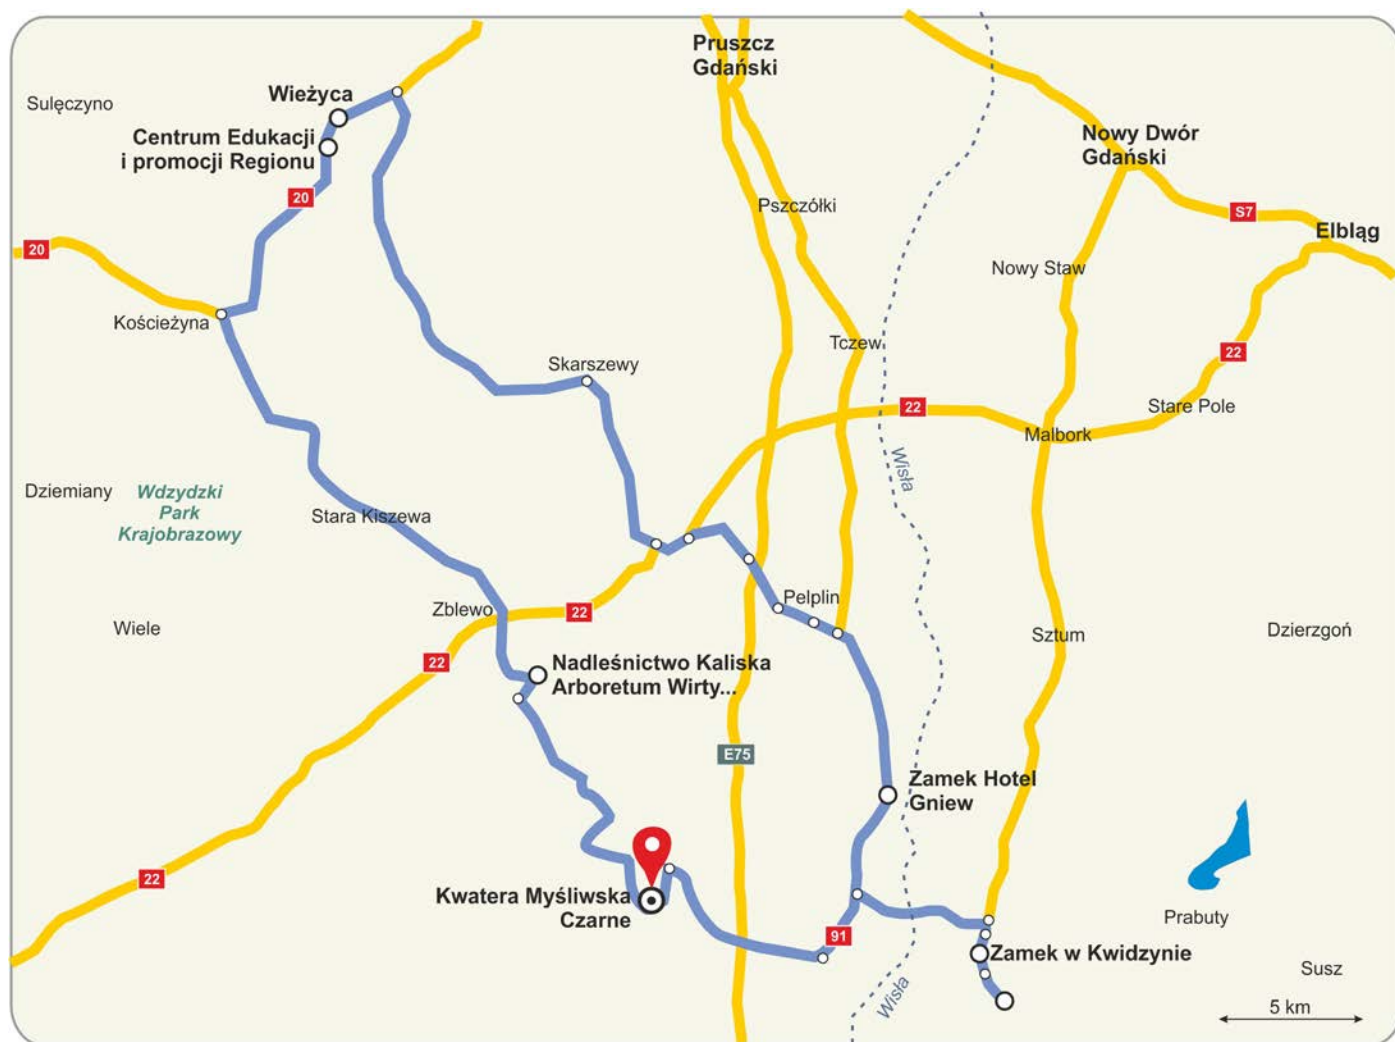 Pruszcz
Gdański
Sulęczyno
Wieżyca
Centrum Edukacji
i promocji Regionu
Nowy Dwór
Gdański
20
Pszczółki
S7
Elbląg
20
Nowy Staw
Kościeżyna
Tczew
22
Skarszewy
22
Stare Pole
Malbork
Wisła
Dziemiany
Wdzydzki
Park
Krajobrazowy
Stara Kiszewa
Pelplin
Zblewo
22
Wiele
Sztum
Dzierzgoń
22
Nadleśnictwo Kaliska
Arboretum Wirty...
E75
Zamek Hotel
Gniew
22
Kwatera Myśliwska
Czarne
91
Prabuty
Zamek w Kwidzynie
Susz
Wisła
5 km